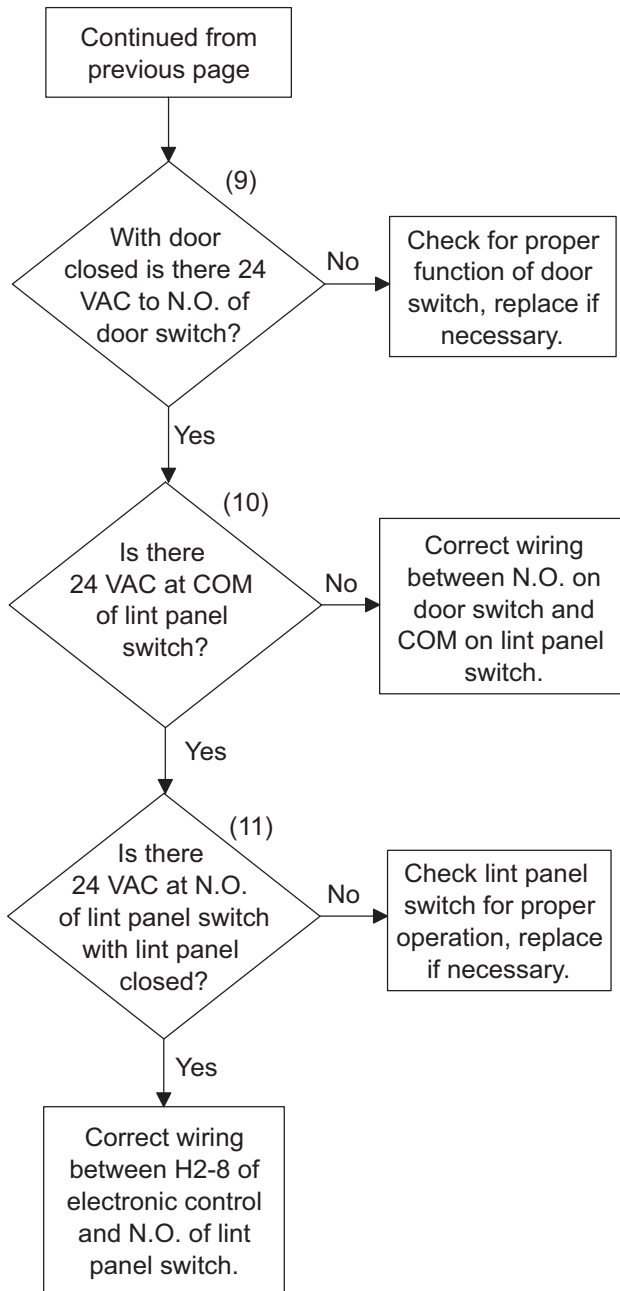 Continued from
previous page
(9)
With door
closed is there 24
VAC to N.O. of
door switch?
No
Check for proper
function of door
switch, replace if
necessary.
Yes
(10)
Is there
24 VAC at COM
of lint panel
switch?
No
Correct wiring
between N.O. on
door switch and
COM on lint panel
switch.
Yes
(11)
Is there
24 VAC at N.O.
of lint panel switch
with lint panel
closed?
No
Check lint panel
switch for proper
operation, replace
if necessary.
Yes
Correct wiring
between H2-8 of
electronic control
and N.O. of lint
panel switch.